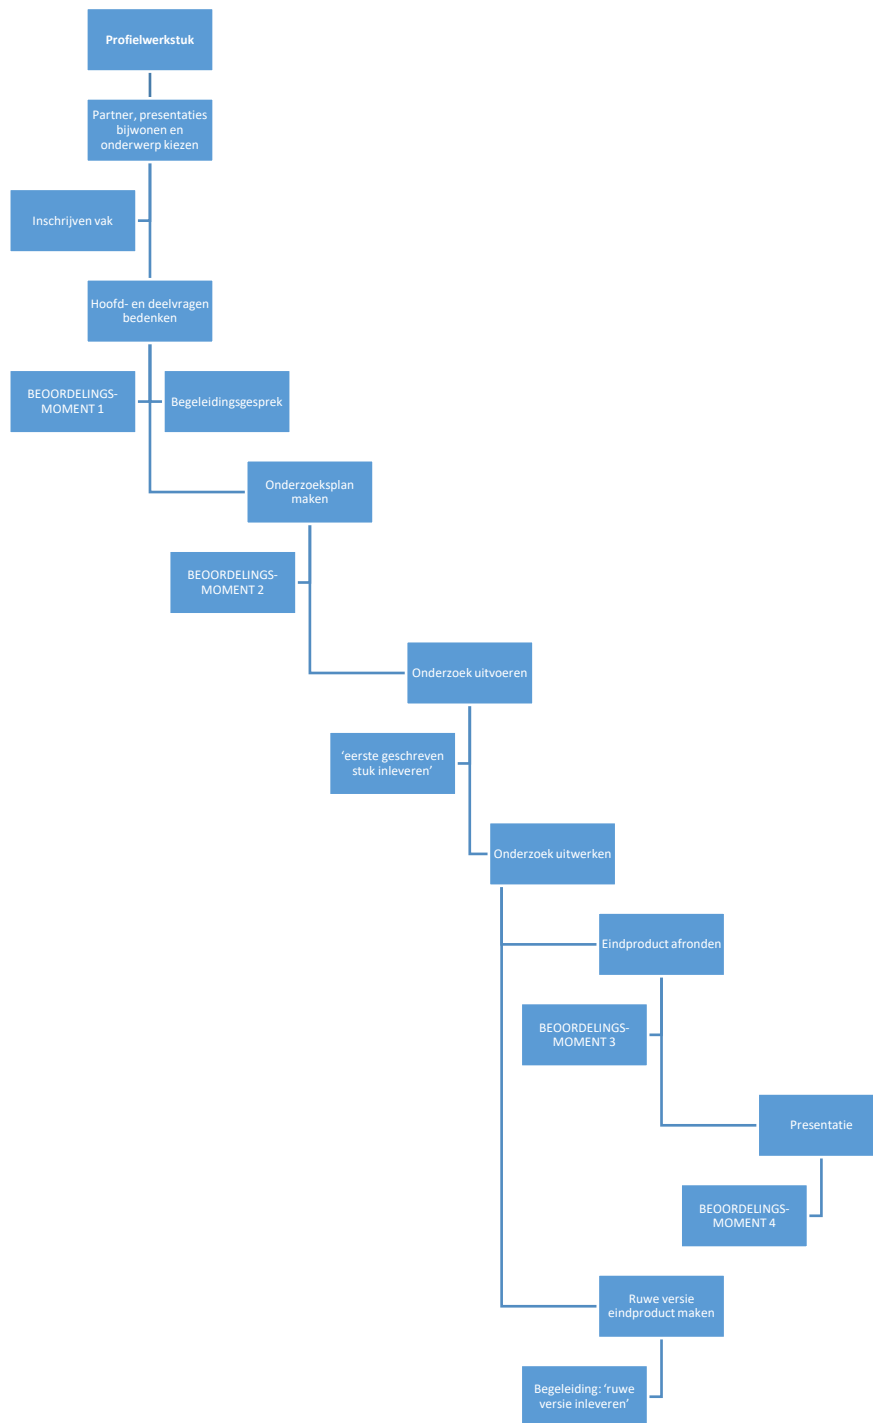 Profielwerkstuk
Partner, presentaties
bijwonen en
onderwerp kiezen
Inschrijven vak
Hoofd- en deelvragen
bedenken
BEOORDELINGS-
MOMENT 1
Begeleidingsgesprek
Onderzoeksplan
maken
BEOORDELINGS-
MOMENT 2
Onderzoek uitvoeren
‘eerste geschreven
stuk inleveren’
Onderzoek uitwerken
Eindproduct afronden
BEOORDELINGS-
MOMENT 3
Presentatie
BEOORDELINGS-
MOMENT 4
Ruwe versie
eindproduct maken
Begeleiding: ‘ruwe
versie inleveren’